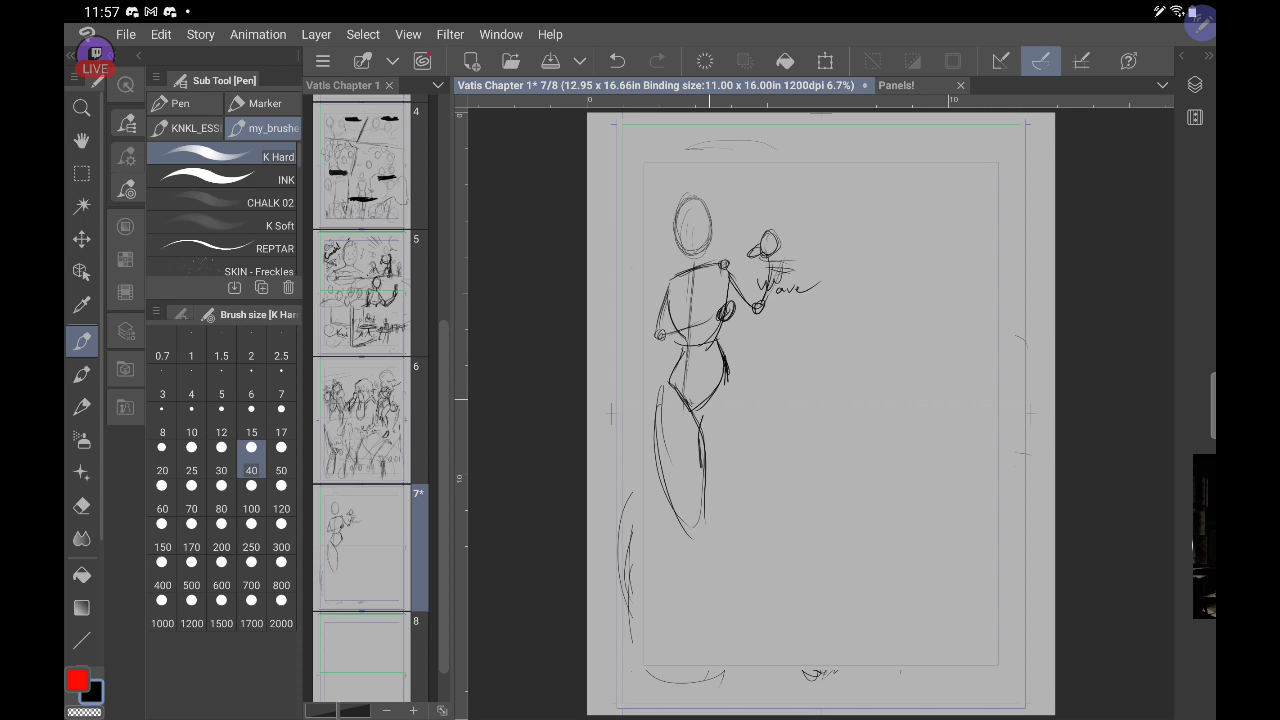 11:57
File Edit Story Animation Layer Select View Filter Window Help
LIVE
Sub Tool [Pen]
Vatis Chapter 1
Vatis Chapter 1* 7/8 (12.95 x 16.66in Binding size:11.00 x 16.00in 1200dpi 6.7%)
Panels!
Pen
Marker
KNKL_ESS
my_brushe
K Hard
INK
CHALK 02
K Soft
REPTAR
SKIN - Freckles
Brush size [K Har
0.7 1 1.5 2 2.5
3 4 5 6 7
8 10 12 15 17
20 25 30 40 50
60 70 80 100 120
150 170 200 250 300
400 500 600 700 800
1000 1200 1500 1700 2000
4
5
6
7*
8
0
10
0
10
wave